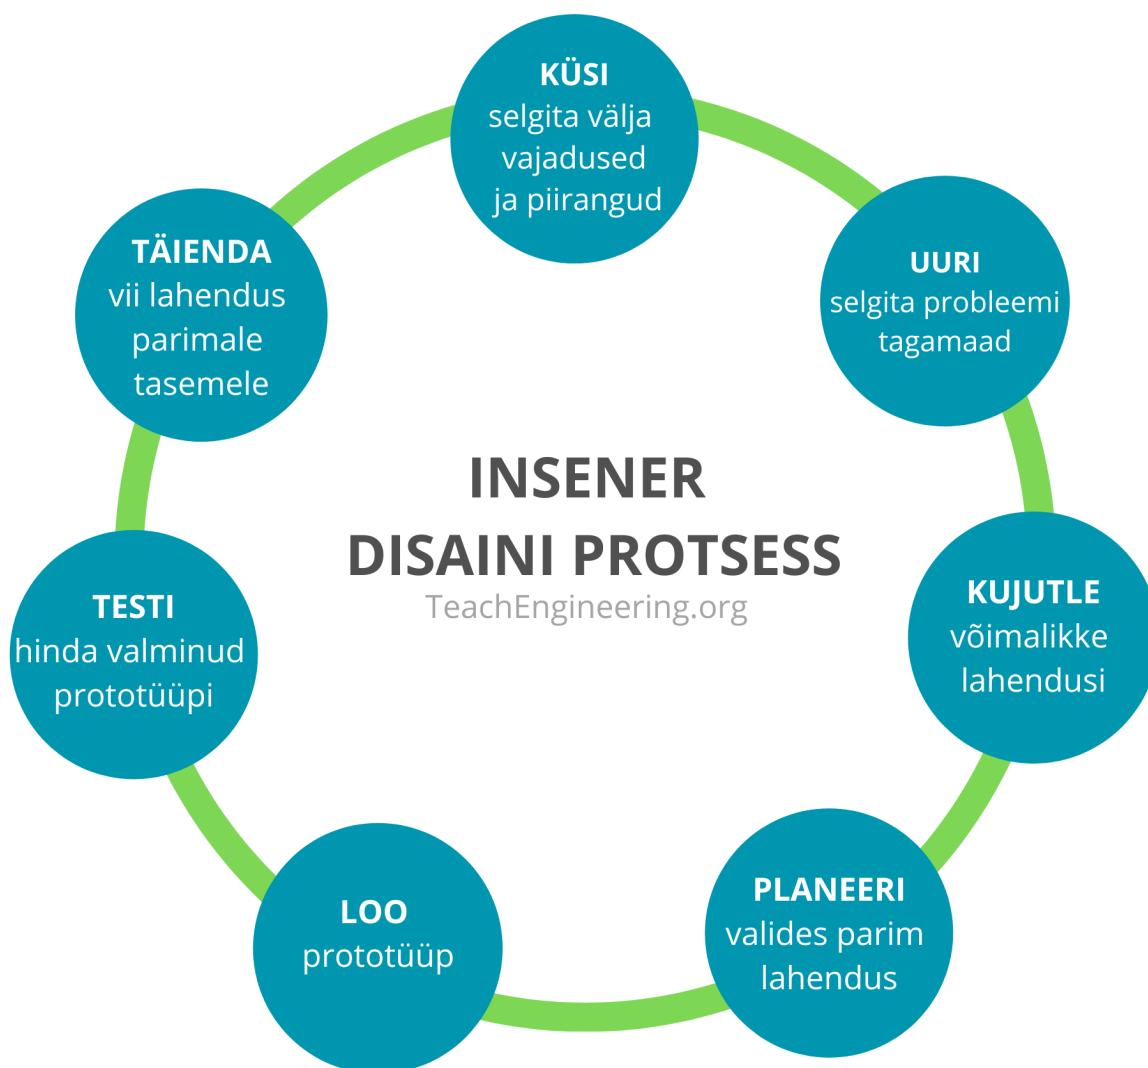 KÜSI
selgita välja
vajadused
ja piirangud
UURI
selgita probleemi
tagamaad
KUJUTLE
võimalikke
lahendusi
PLANEERI
valides parim
lahendus
LOO
prototüüp
TESTI
hinda valminud
prototüüpi
TÄIENDA
vii lahendus
parimale
tasemele
INSENER
DISAINI PROTSESS
TeachEngineering.org